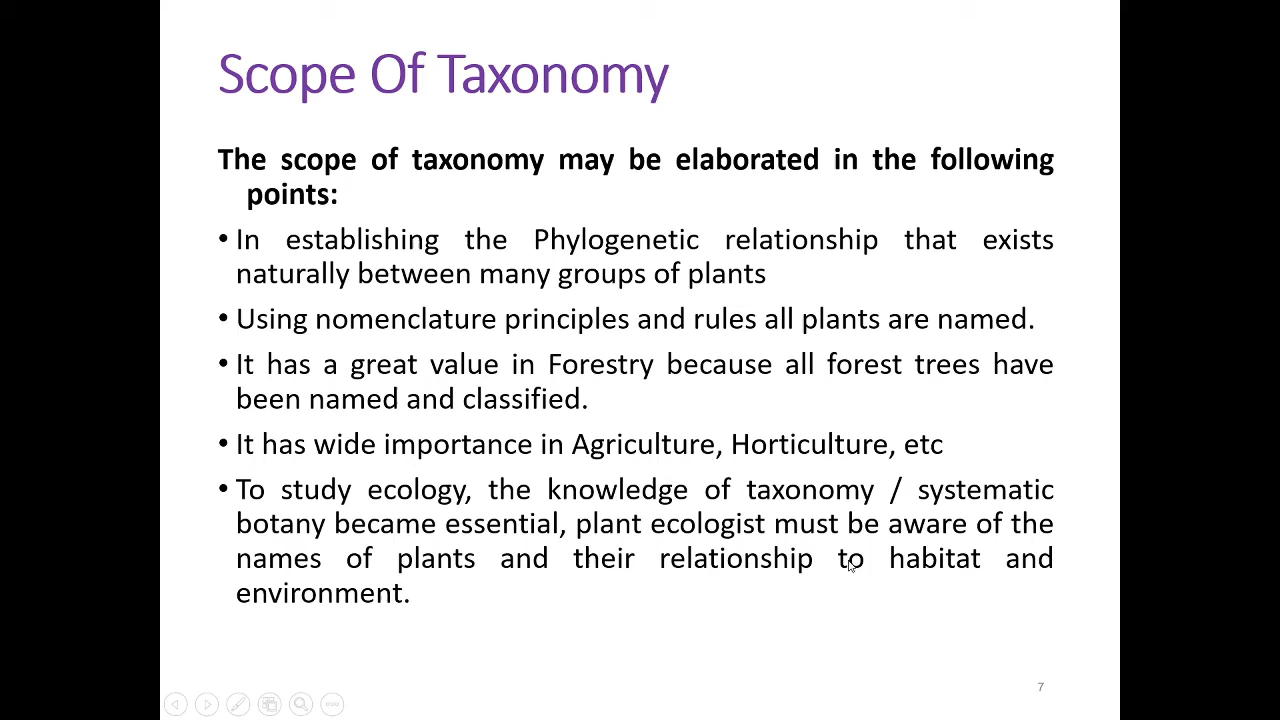 Scope Of Taxonomy
The scope of taxonomy may be elaborated in the following
points:
• In establishing the Phylogenetic relationship that exists
naturally between many groups of plants
• Using nomenclature principles and rules all plants are named.
• It has a great value in Forestry because all forest trees have
been named and classified.
• It has wide importance in Agriculture, Horticulture, etc
• To study ecology, the knowledge of taxonomy / systematic
botany became essential, plant ecologist must be aware of the
names of plants and their relationship to habitat and
environment.
7